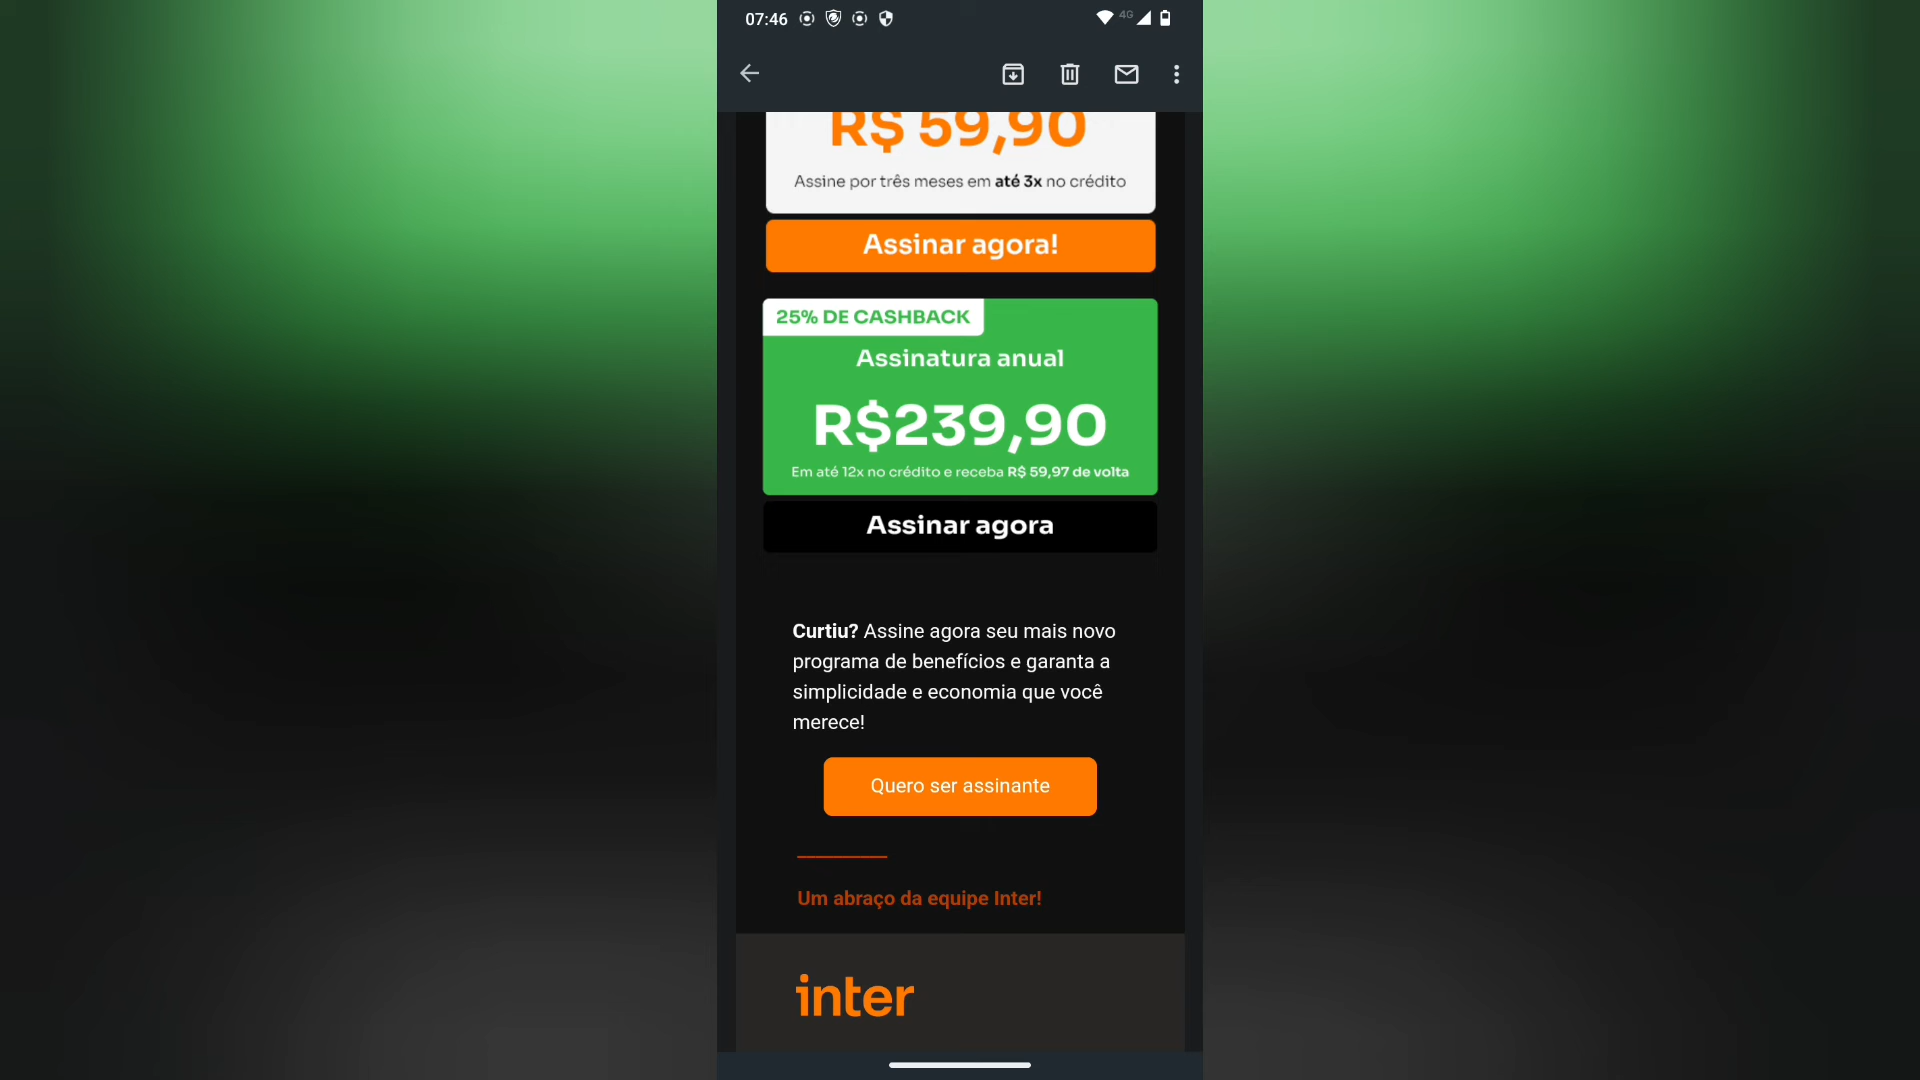 07:46
4G
R$ 59,90
Assine por três meses em até 3x no crédito
Assinar agora!
25% DE CASHBACK
Assinatura anual
R$239,90
Em até 12x no crédito e receba R$ 59,97 de volta
Assinar agora
Curtiu? Assine agora seu mais novo
programa de benefícios e garanta a
simplicidade e economia que você
merece!
Quero ser assinante
Um abraço da equipe Inter!
inter